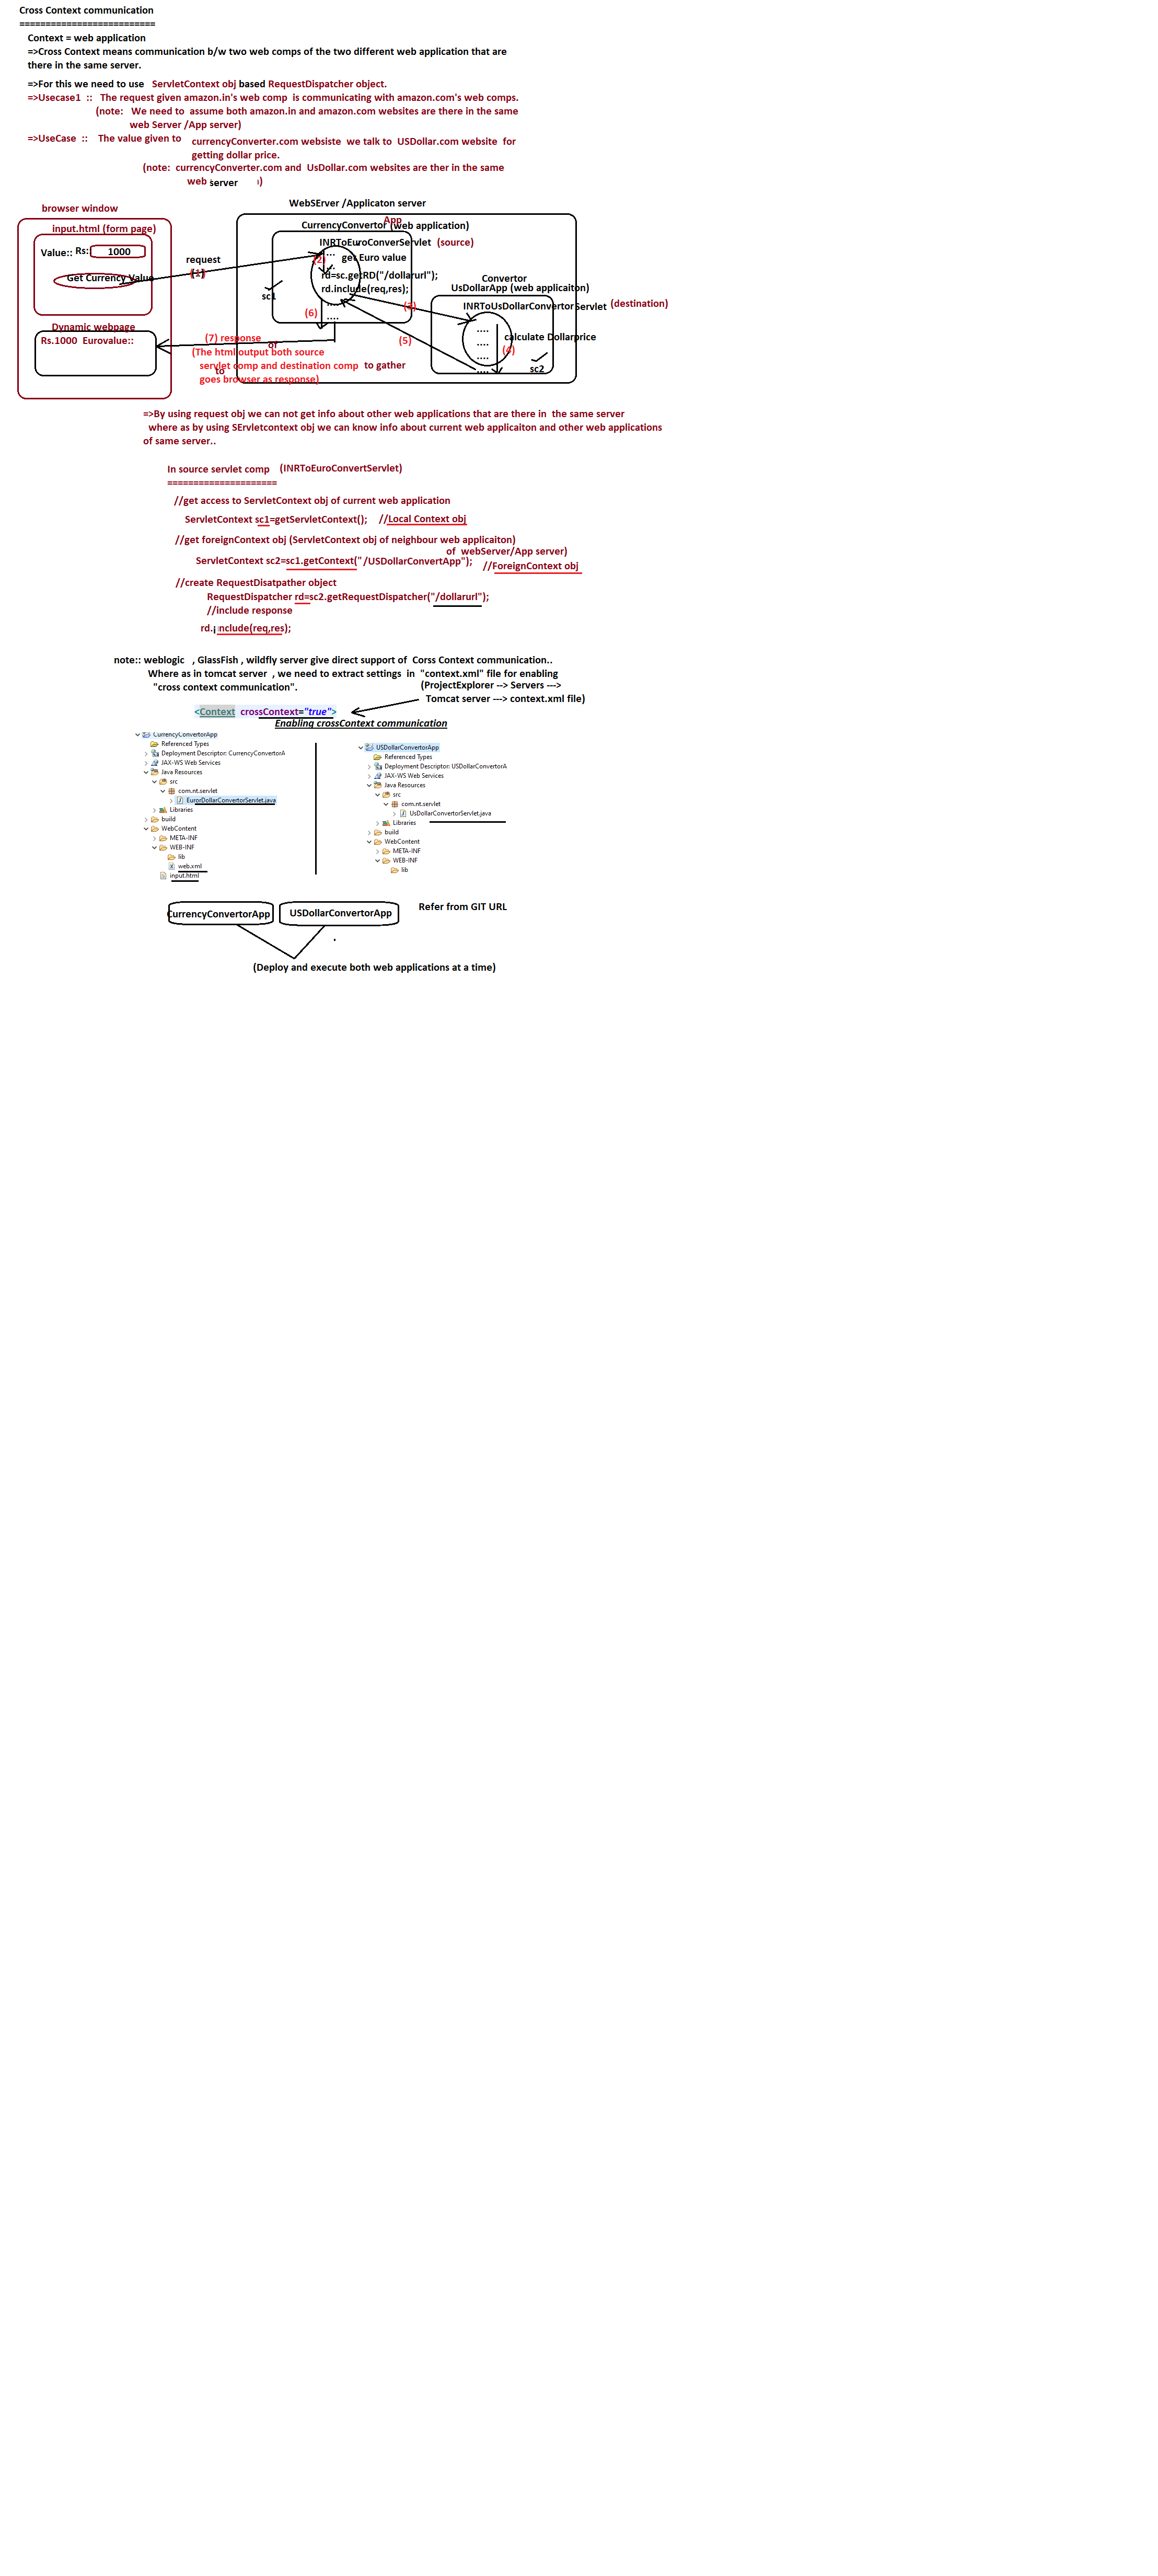 Cross Context communication
==========================
Context = web application
=>Cross Context means communication b/w two web comps of the two different web application that are
there in the same server.
=>For this we need to use ServletContext obj based RequestDispatcher object.
=>Usecase1 :: The request given amazon.in's web comp is communicating with amazon.com's web comps.
(note: We need to assume both amazon.in and amazon.com websites are there in the same
web Server /App server)
=>UseCase :: The value given to currencyConverter.com websiste we talk to USDollar.com website for
getting dollar price.
(note: currencyConverter.com and UsDollar.com websites are ther in the same
web server )
WebSErver /Applicaton server
browser window
App
CurrencyConvertor (web application)
input.html (form page)
INRToEuroConverServlet (source)
Value:: Rs: 1000
request
(1)
(2)
....
get Euro value
Get Currency Value
rd=sc.getRD("/dollarurl");
Convertor
UsDollarApp (web applicaiton)
rd.include(req,res);
sc1
....
(3)
INRToUsDollarConvertorServlet (destination)
(6)
....
Dynamic webpage
....
Rs.1000 Eurovalue::
(7) response
of
(5)
calculate Dollarprice
....
(The html output both source
(4)
....
servlet comp and destination comp to gather
to
sc2
....
goes browser as response)
=>By using request obj we can not get info about other web applications that are there in the same server
where as by using SErvletcontext obj we can know info about current web applicaiton and other web applications
of same server..
In source servlet comp (INRToEuroConvertServlet)
=====================
//get access to ServletContext obj of current web application
ServletContext sc1=getServletContext(); //Local Context obj
//get foreignContext obj (ServletContext obj of neighbour web applicaiton)
of webServer/App server)
ServletContext sc2=sc1.getContext("/USDollarConvertApp"); //ForeignContext obj
//create RequestDisatpather object
RequestDispatcher rd=sc2.getRequestDispatcher("/dollarurl");
//include response
rd.include(req,res);
note:: weblogic , GlassFish , wildfly server give direct support of Corss Context communication..
Where as in tomcat server , we need to extract settings in "context.xml" file for enabling
"cross context communication".
(ProjectExplorer --> Servers --->
Tomcat server ---> context.xml file)
<Context crossContext="true">
Enabling crossContext communication
CurrencyConvertorApp
Referenced Types
Deployment Descriptor: CurrencyConvertorA
JAX-WS Web Services
Java Resources
src
com.nt.servlet
EurorDollarConvertorServlet.java
Libraries
build
WebContent
META-INF
WEB-INF
lib
web.xml
input.html
USDollarConvertorApp
Referenced Types
Deployment Descriptor: USDollarConvertorA
JAX-WS Web Services
Java Resources
src
com.nt.servlet
UsDollarConvertorServlet.java
Libraries
build
WebContent
META-INF
WEB-INF
lib
CurrencyConvertorApp USDollarConvertorApp Refer from GIT URL
(Deploy and execute both web applications at a time)